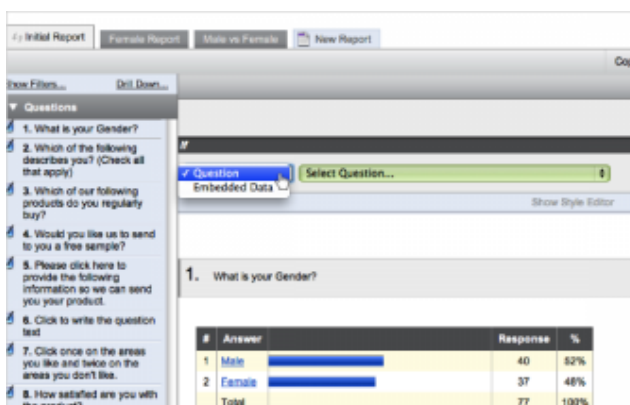 Initial Report
Female Report
Male vs Female
New Report
Show Filters...
Drill Down...
▼ Questions
1. What is your Gender?
2. Which of the following
describes you? (Check all
that apply)
3. Which of our following
products do you regularly
buy?
4. Would you like us to send
to you a free sample?
5. Please click here to
provide the following
information so we can send
you your product.
6. Click to write the question
text
7. Click once on the areas
you like and twice on the
areas you don't like.
8. How satisfied are you with
the product?
If
✓ Question
Embedded Data
Select Question...
Show Style Editor
1. What is your Gender?
# Answer Response %
1 Male 40 52%
2 Female 37 48%
Total 77 100%